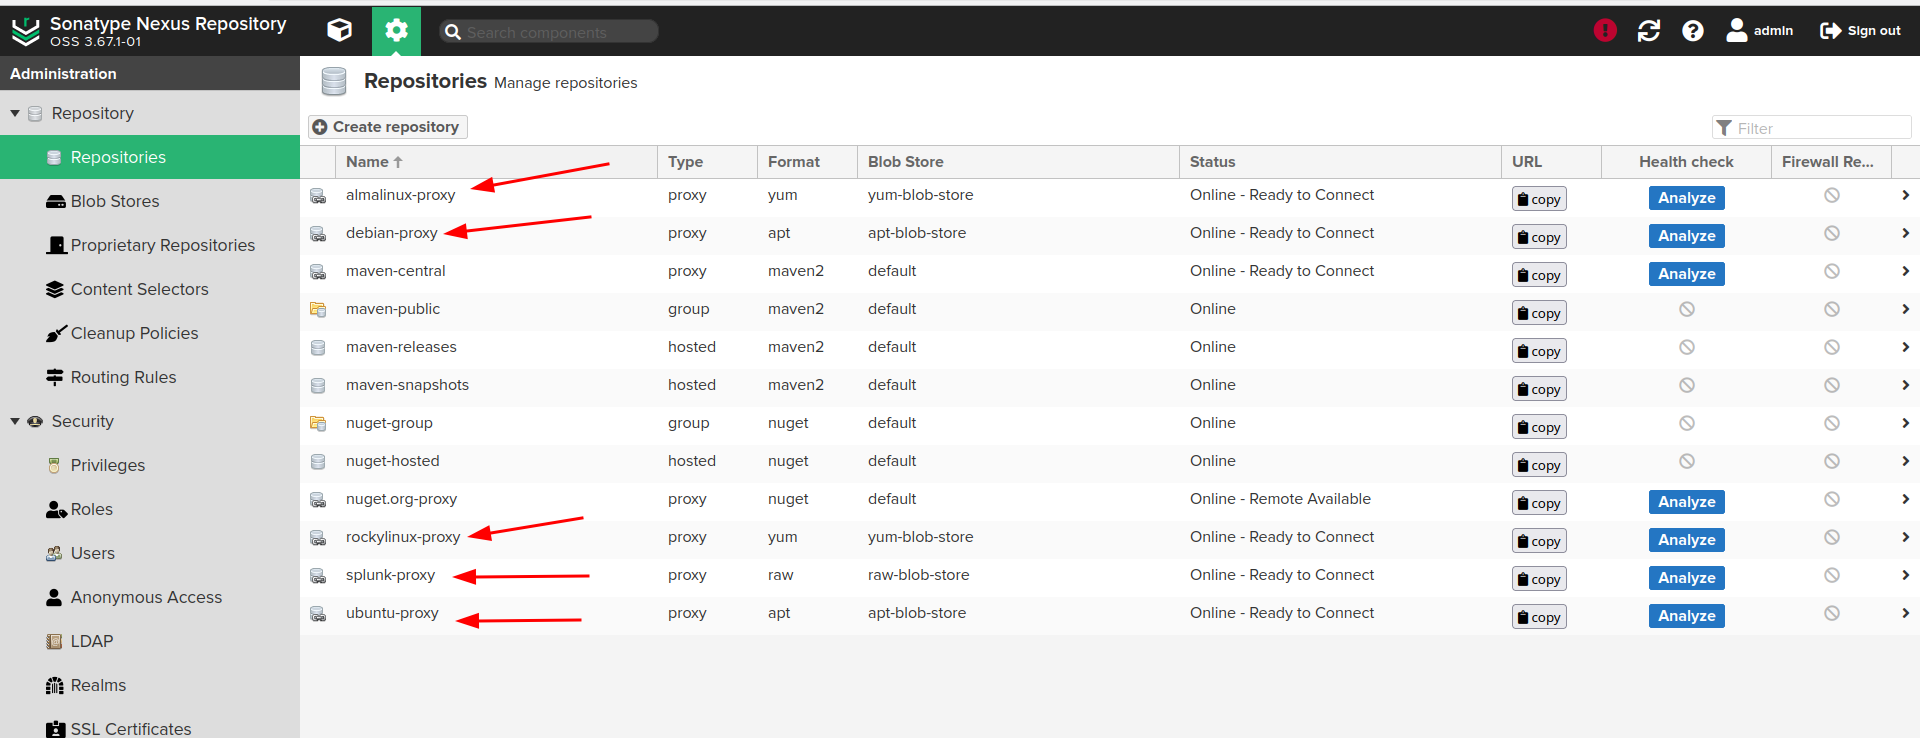 Sonatype Nexus Repository
OSS 3.67.1-01
Search components
admin
Sign out
Administration
Repository
Repositories
Blob Stores
Proprietary Repositories
Content Selectors
Cleanup Policies
Routing Rules
Security
Privileges
Roles
Users
Anonymous Access
LDAP
Realms
SSL Certificates
Repositories Manage repositories
Create repository
Filter
Name Type Format Blob Store Status URL Health check Firewall Re...
almalinux-proxy proxy yum yum-blob-store Online - Ready to Connect copy Analyze
debian-proxy proxy apt apt-blob-store Online - Ready to Connect copy Analyze
maven-central proxy maven2 default Online - Ready to Connect copy Analyze
maven-public group maven2 default Online copy
maven-releases hosted maven2 default Online copy
maven-snapshots hosted maven2 default Online copy
nuget-group group nuget default Online copy
nuget-hosted hosted nuget default Online copy
nuget.org-proxy proxy nuget default Online - Remote Available copy Analyze
rockylinux-proxy proxy yum yum-blob-store Online - Ready to Connect copy Analyze
splunk-proxy proxy raw raw-blob-store Online - Ready to Connect copy Analyze
ubuntu-proxy proxy apt apt-blob-store Online - Ready to Connect copy Analyze